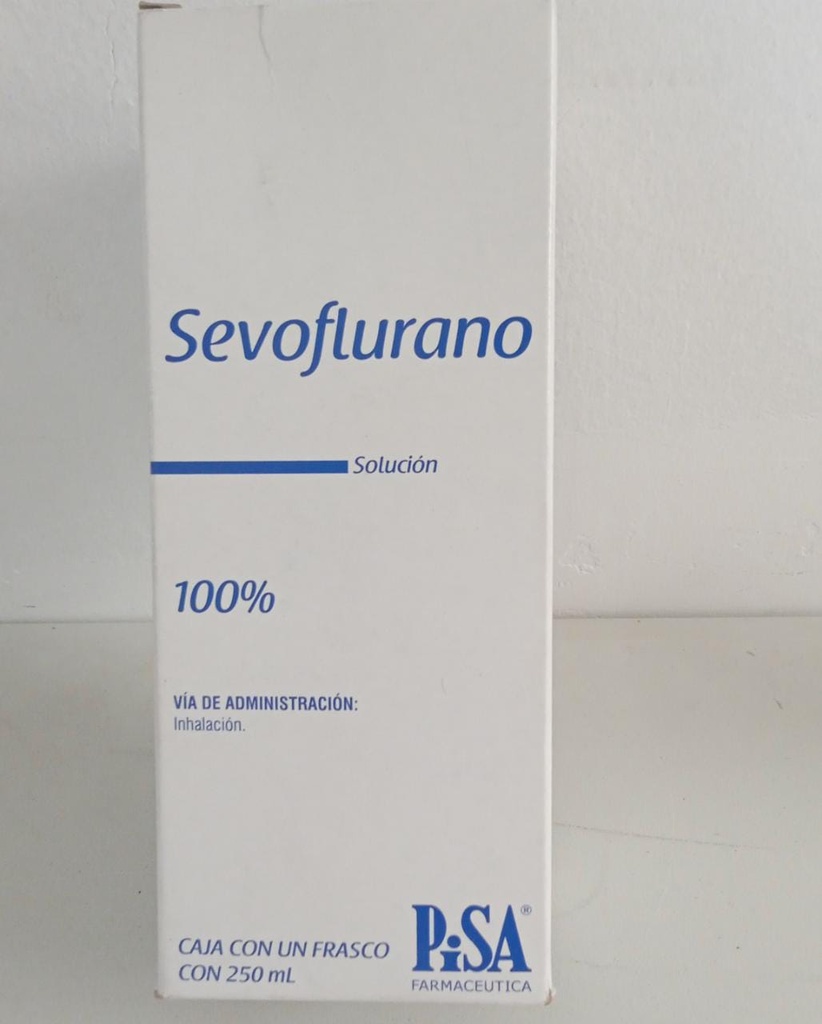 Sevoflurano
Solución
100%
VÍA DE ADMINISTRACIÓN:
Inhalación.
CAJA CON UN FRASCO
CON 250 mL
PiSA®
FARMACEUTICA